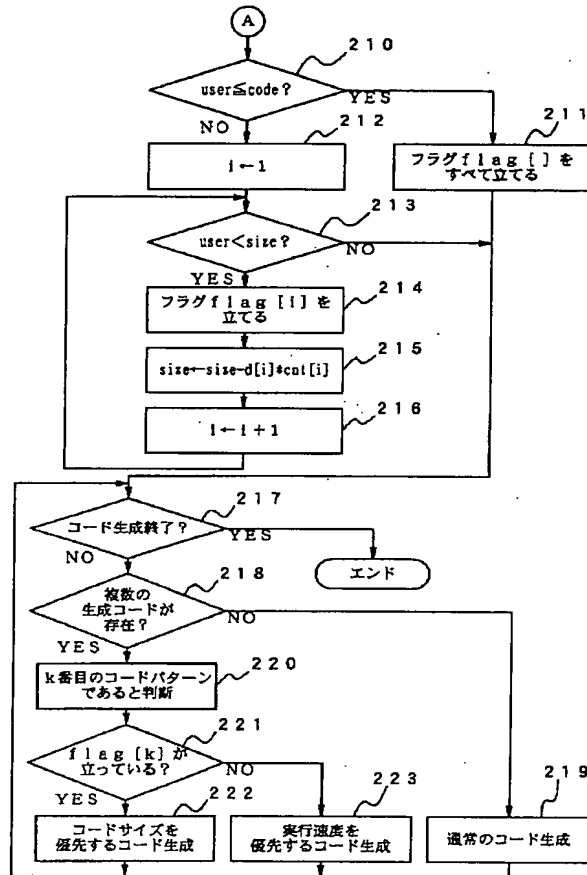 A
210
user≦code?
YES
NO
211
フラグflag[]を
すべて立てる
212
i←1
213
user<size?
NO
YES
214
フラグflag[i]を
立てる
215
size←size-d[i]*cnt[i]
216
i←i+1
217
コード生成終了?
YES
NO
エンド
218
複数の
生成コードが
存在?
NO
YES
220
k番目のコードパターン
であると判断
221
flag[k]が
立っている?
NO
YES
222
コードサイズを
優先するコード生成
223
実行速度を
優先するコード生成
219
通常のコード生成